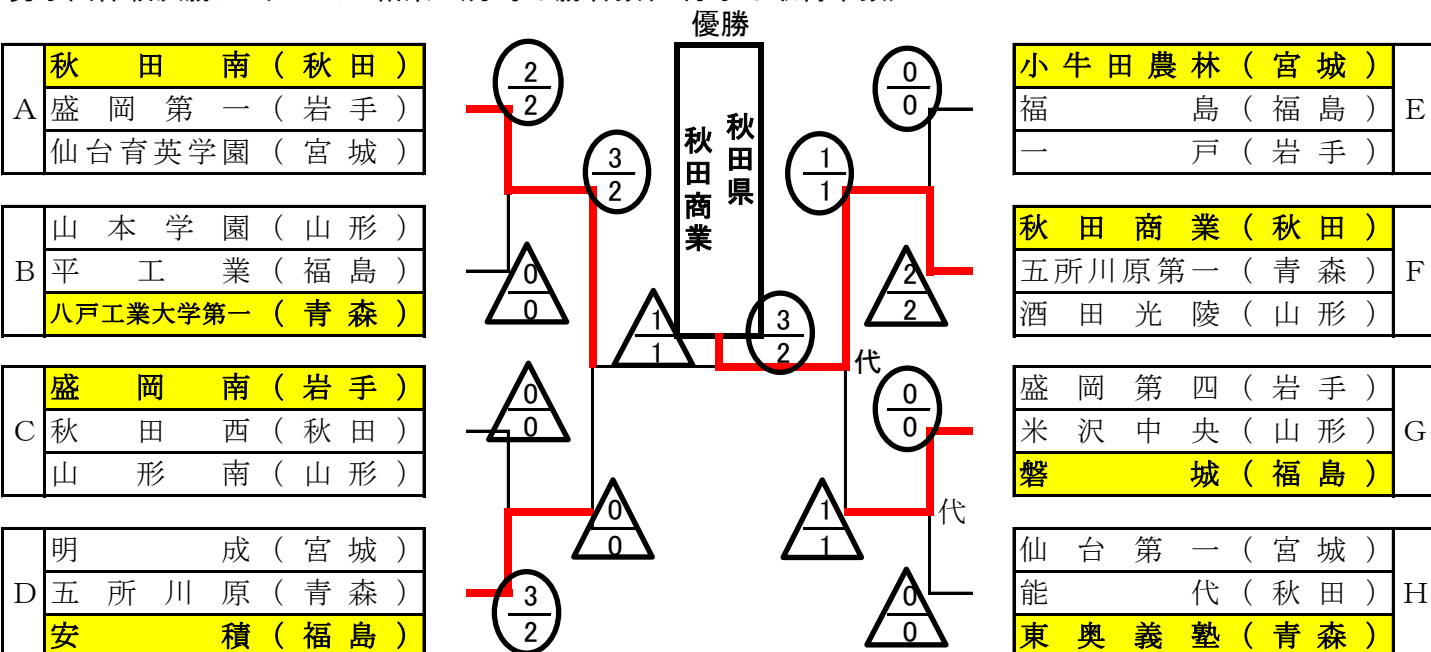 優勝
秋田県
秋田商業
A
秋田南（秋田）
盛岡第一（岩手）
仙台育英学園（宮城）
B
山本学園（山形）
平工業（福島）
八戸工業大学第一（青森）
C
盛岡南（岩手）
秋田西（秋田）
山形南（山形）
D
明成（宮城）
五所川原（青森）
安積（福島）
2
2
0
0
0
0
3
2
3
2
0
0
1
1
3
2
代
1
1
1
1
代
0
0
2
2
0
0
0
0
小牛田農林（宮城）
福島（福島）
一戸（岩手）
E
秋田商業（秋田）
五所川原第一（青森）
酒田光陵（山形）
F
盛岡第四（岩手）
米沢中央（山形）
磐城（福島）
G
仙台第一（宮城）
能代（秋田）
東奥義塾（青森）
H